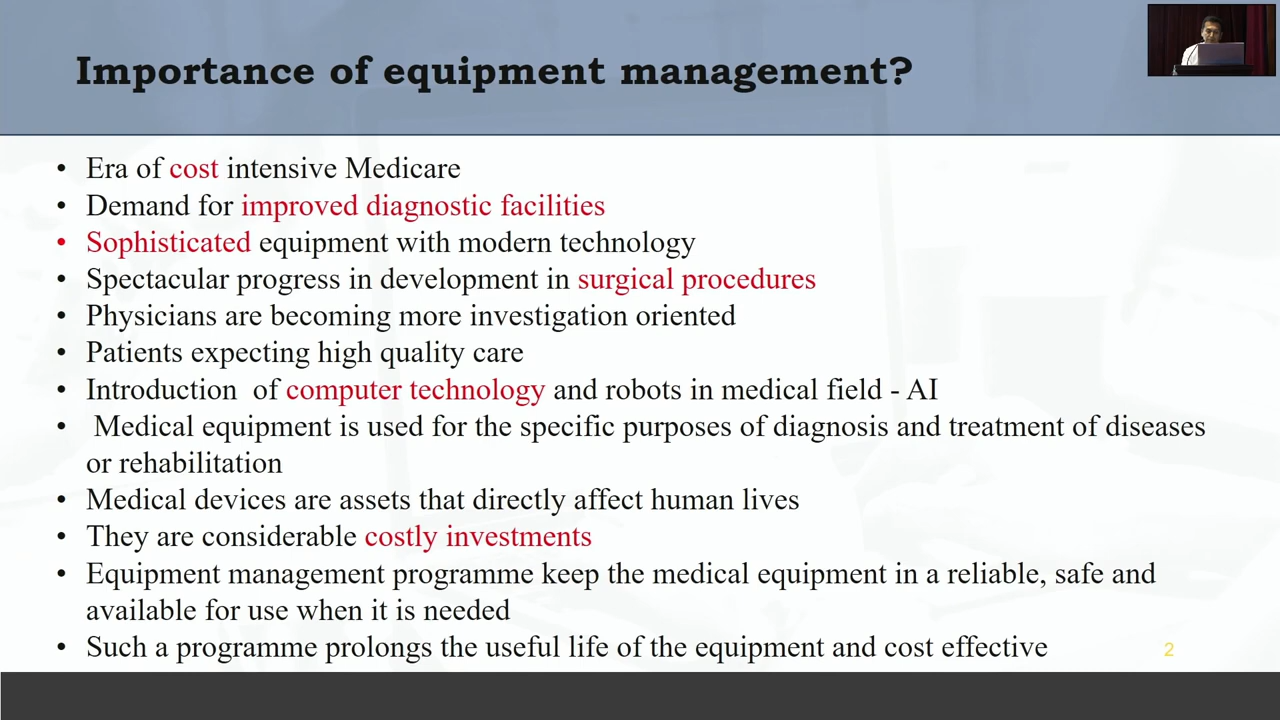 Importance of equipment management?
• Era of cost intensive Medicare
• Demand for improved diagnostic facilities
• Sophisticated equipment with modern technology
• Spectacular progress in development in surgical procedures
• Physicians are becoming more investigation oriented
• Patients expecting high quality care
• Introduction  of computer technology and robots in medical field - AI
•  Medical equipment is used for the specific purposes of diagnosis and treatment of diseases
or rehabilitation
• Medical devices are assets that directly affect human lives
• They are considerable costly investments
• Equipment management programme keep the medical equipment in a reliable, safe and
available for use when it is needed
• Such a programme prolongs the useful life of the equipment and cost effective
2